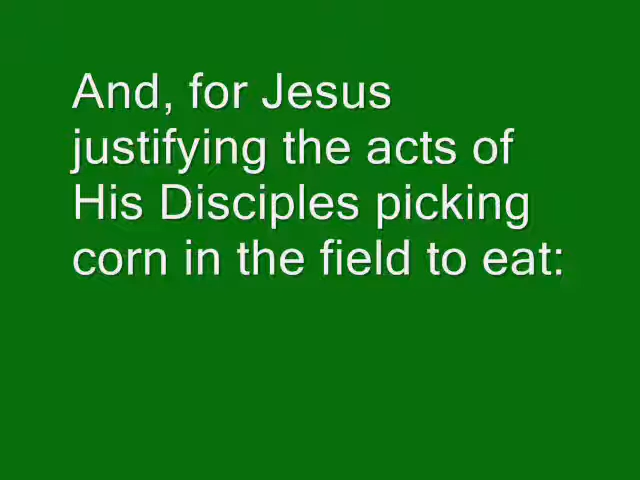 And, for Jesus
justifying the acts of
His Disciples picking
corn in the field to eat: